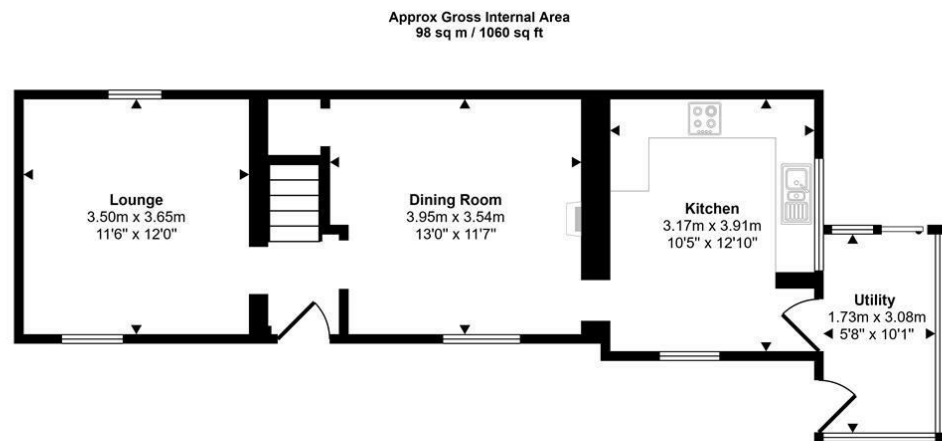 Approx Gross Internal Area
98 sq m / 1060 sq ft
Lounge
3.50m x 3.65m
11'6" x 12'0"
Dining Room
3.95m x 3.54m
13'0" x 11'7"
Kitchen
3.17m x 3.91m
10'5" x 12'10"
Utility
1.73m x 3.08m
5'8" x 10'1"